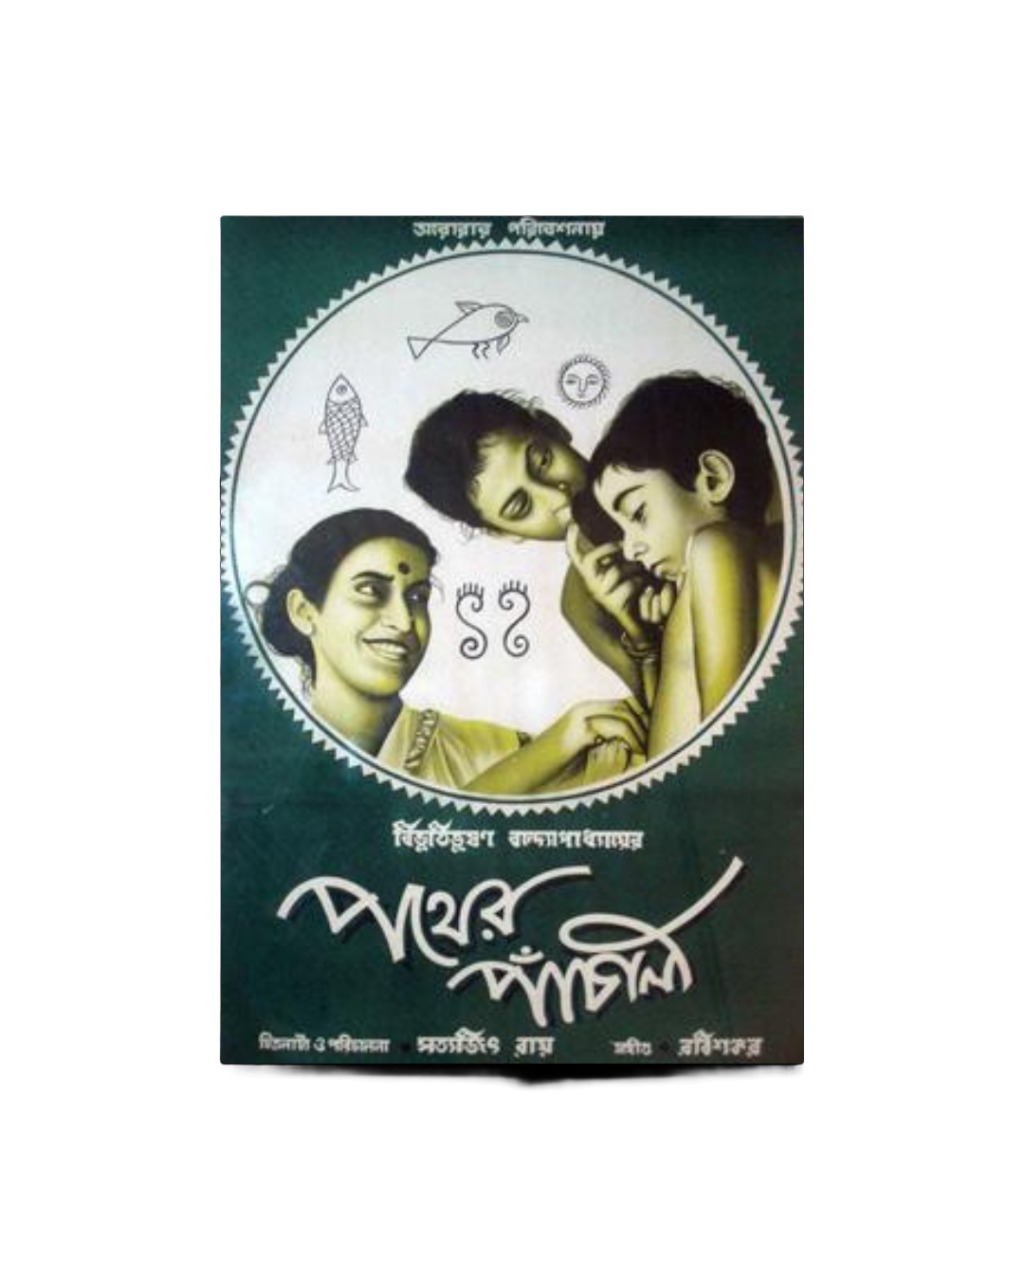 অরোরার পরিবেশনায়
বিভূতিভূষণ বন্দ্যোপাধ্যায়ের
পথের
পাঁচালী
চিত্রনাট্য ও পরিচালনা • সত্যজিৎ রায় সঙ্গীত • রবিশঙ্কর